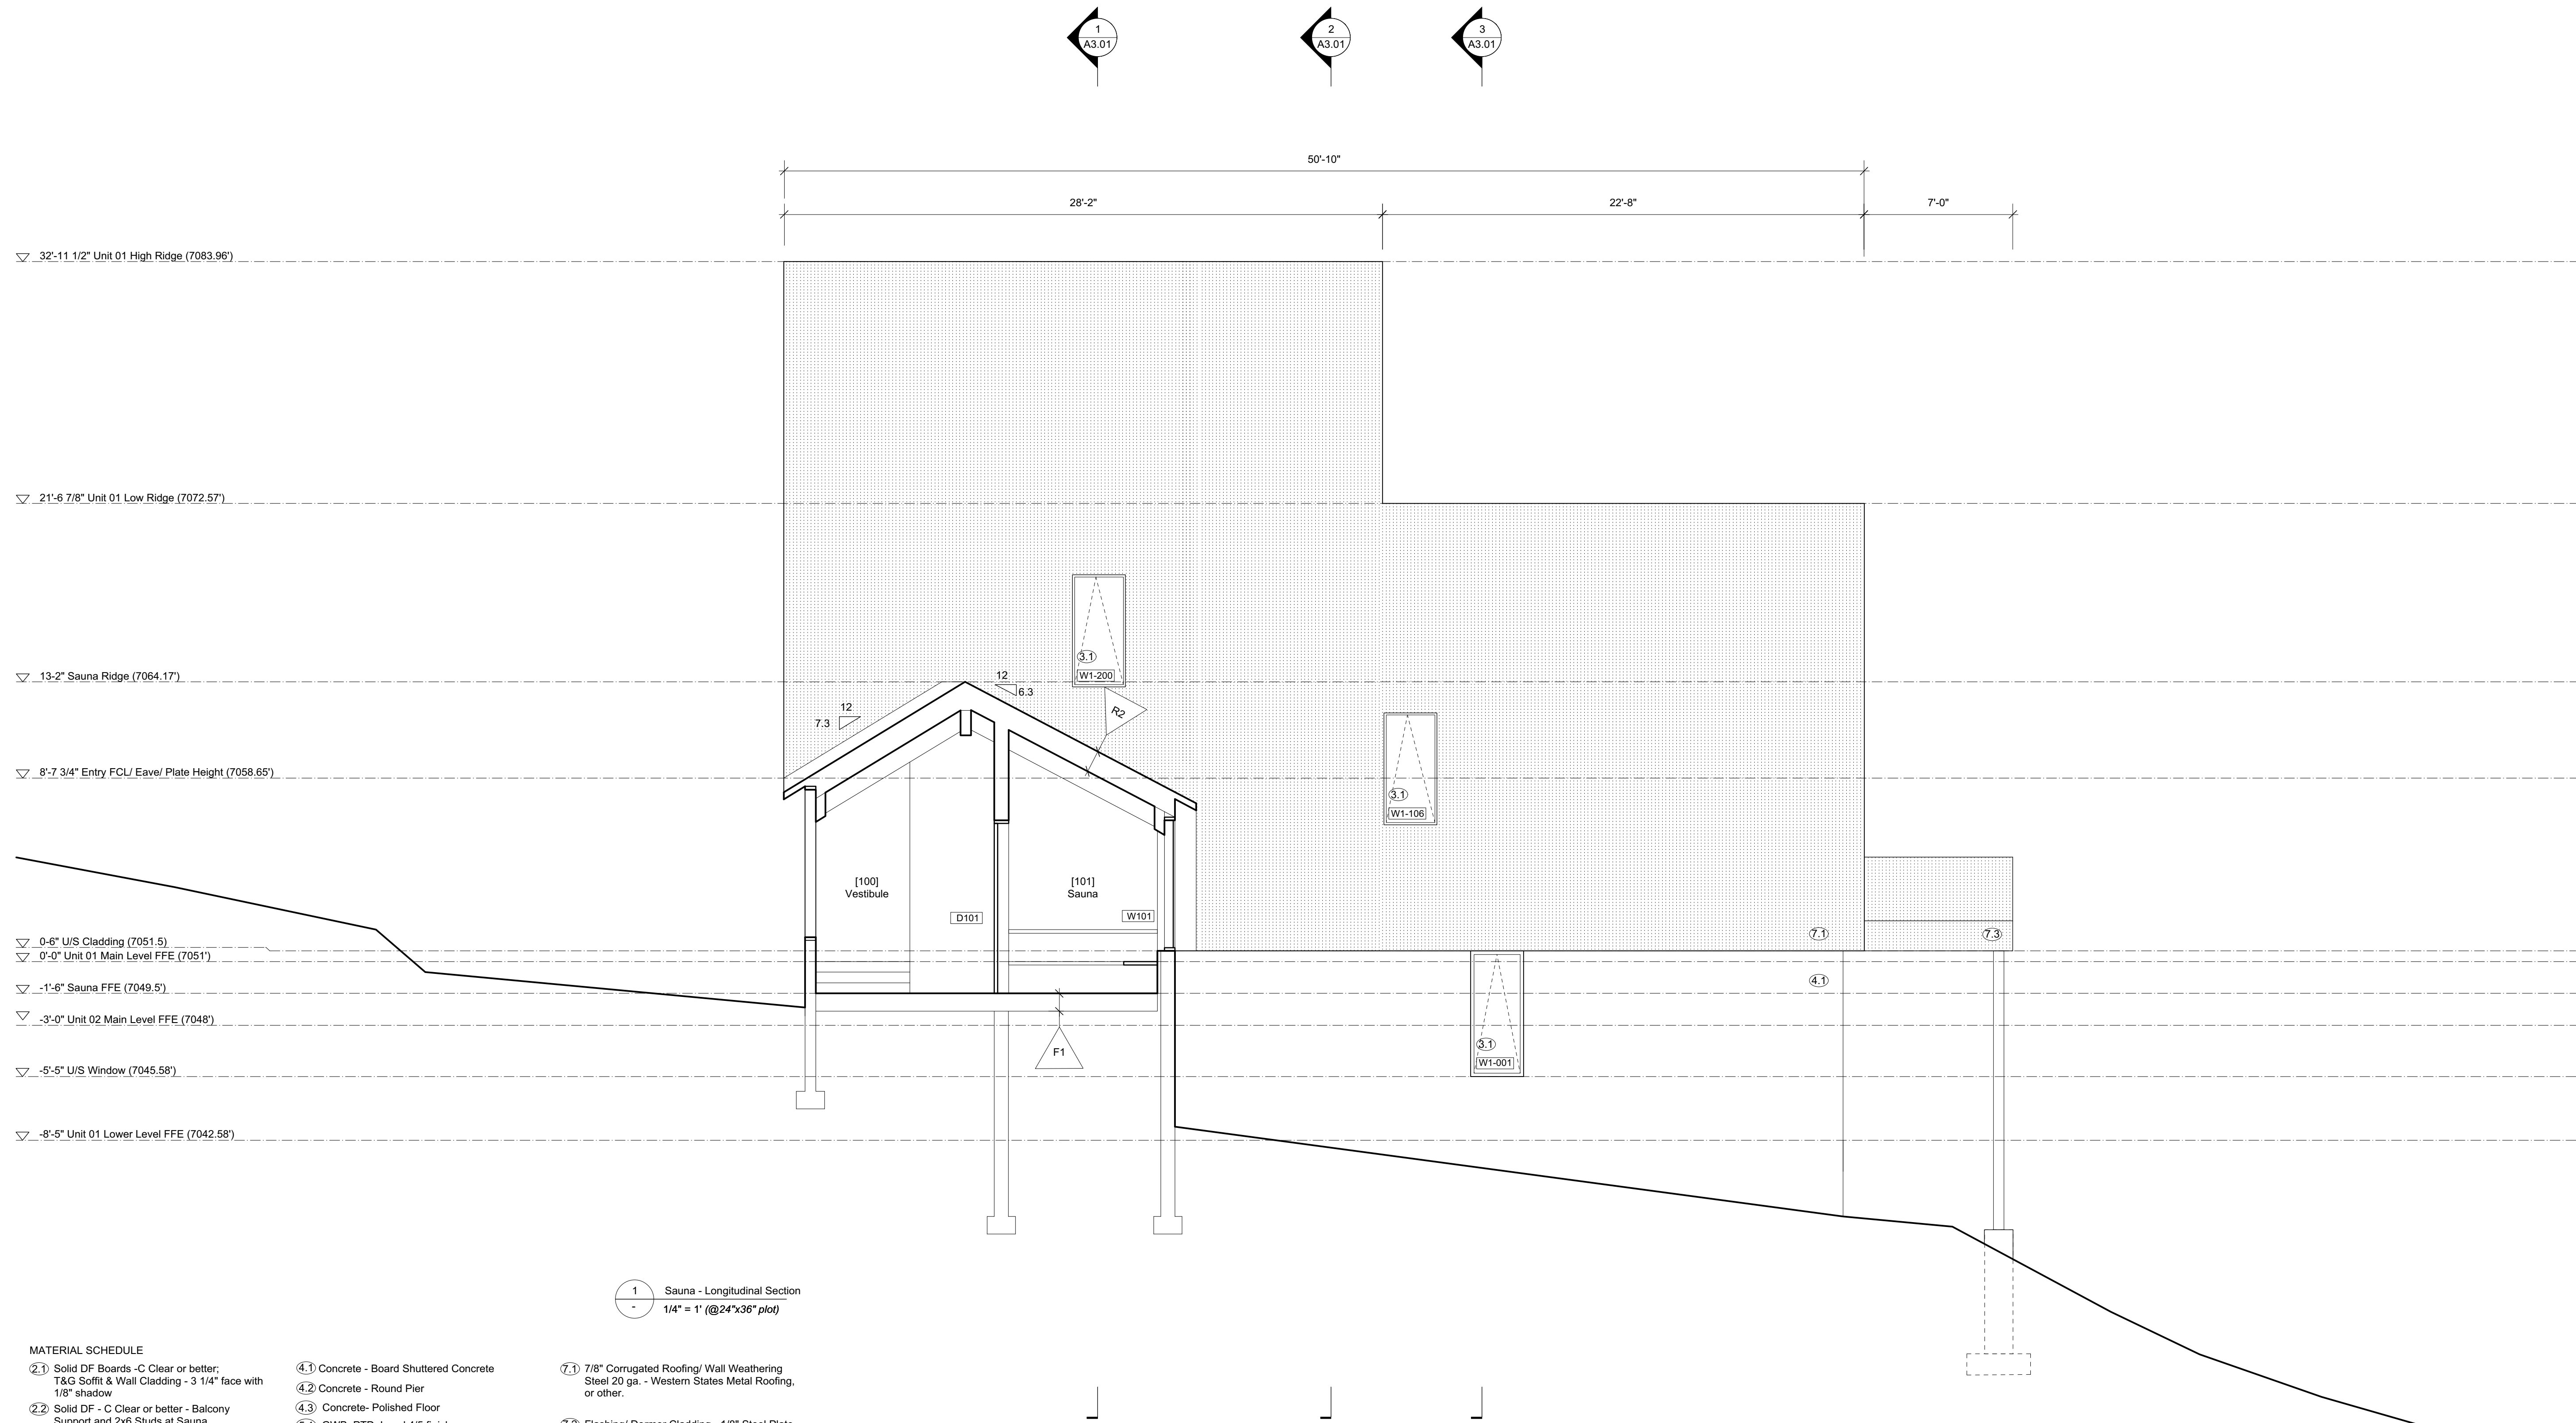 1
A3.01
2
A3.01
3
A3.01
50'-10"
28'-2"
22'-8"
7'-0"
32'-11 1/2" Unit 01 High Ridge (7083.96')
21'-6 7/8" Unit 01 Low Ridge (7072.57')
3.1
W1-200
13-2" Sauna Ridge (7064.17')
12
6.3
12
7.3
R2
8'-7 3/4" Entry FCL/ Eave/ Plate Height (7058.65')
3.1
W1-106
[100]
Vestibule
[101]
Sauna
D101
W101
7.1
7.3
0-6" U/S Cladding (7051.5)
0'-0" Unit 01 Main Level FFE (7051')
4.1
-1'-6" Sauna FFE (7049.5')
-3'-0" Unit 02 Main Level FFE (7048')
F1
3.1
W1-001
-5'-5" U/S Window (7045.58')
-8'-5" Unit 01 Lower Level FFE (7042.58')
1
-
Sauna - Longitudinal Section
1/4" = 1' (@24"x36" plot)
MATERIAL SCHEDULE
2.1 Solid DF Boards -C Clear or better;
T&G Soffit & Wall Cladding - 3 1/4" face with
1/8" shadow
2.2 Solid DF - C Clear or better - Balcony
Support and 2x6 Studs at Sauna
4.1 Concrete - Board Shuttered Concrete
4.2 Concrete - Round Pier
4.3 Concrete- Polished Floor
7.1 7/8" Corrugated Roofing/ Wall Weathering
Steel 20 ga. - Western States Metal Roofing,
or other.